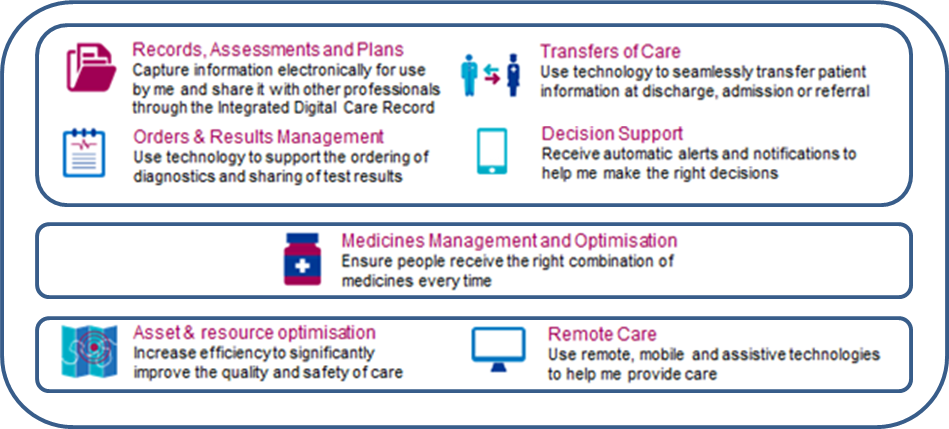 Records, Assessments and Plans
Capture information electronically for use
by me and share it with other professionals
through the Integrated Digital Care Record
Transfers of Care
Use technology to seamlessly transfer patient
information at discharge, admission or referral
Orders & Results Management
Use technology to support the ordering of
diagnostics and sharing of test results
Decision Support
Receive automatic alerts and notifications to
help me make the right decisions
Medicines Management and Optimisation
Ensure people receive the right combination of
medicines every time
Asset & resource optimisation
Increase efficiency to significantly
improve the quality and safety of care
Remote Care
Use remote, mobile and assistive technologies
to help me provide care